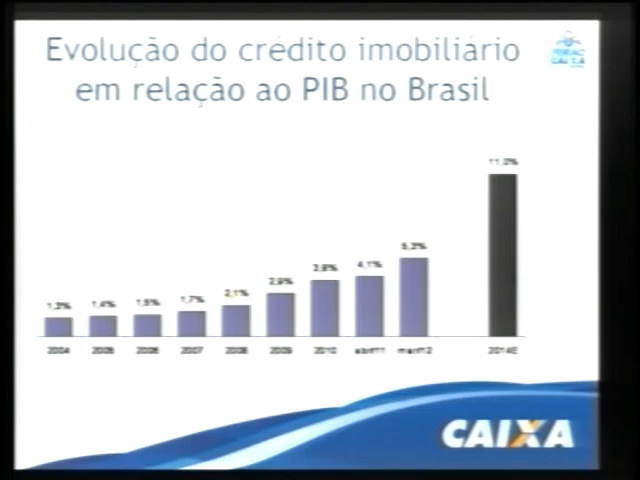 Evolução do crédito imobiliário
em relação ao PIB no Brasil
11,0%
5,3%
4,1%
3,8%
2,9%
2,1%
1,7%
1,5%
1,4%
1,3%
2004 2005 2006 2007 2008 2009 2010 abr/11 mar/12 2014E
CAIXA